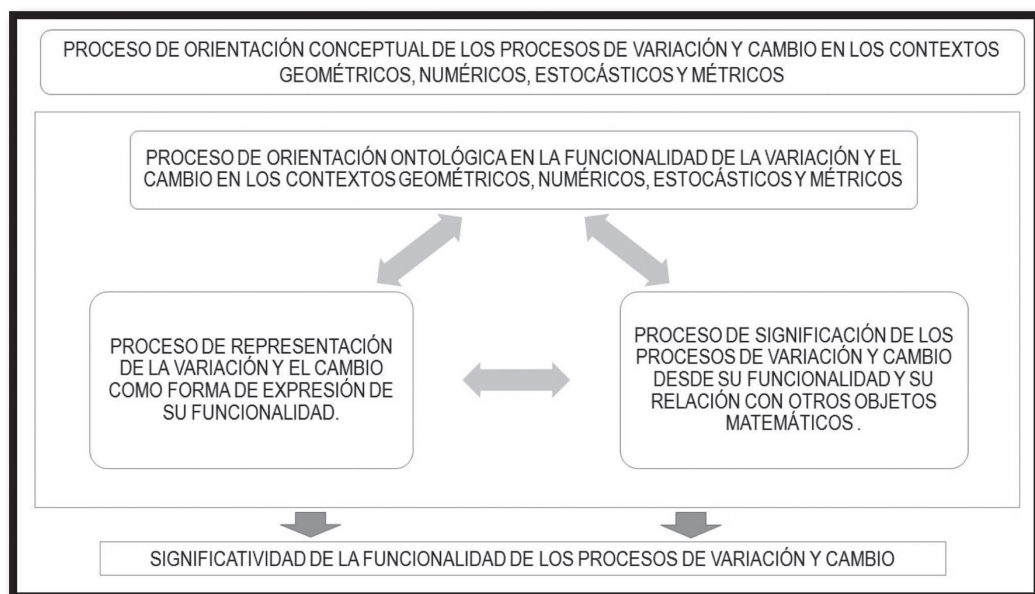 PROCESO DE ORIENTACIÓN CONCEPTUAL DE LOS PROCESOS DE VARIACIÓN Y CAMBIO EN LOS CONTEXTOS
GEOMÉTRICOS, NUMÉRICOS, ESTOCÁSTICOS Y MÉTRICOS
PROCESO DE ORIENTACIÓN ONTOLÓGICA EN LA FUNCIONALIDAD DE LA VARIACIÓN Y EL
CAMBIO EN LOS CONTEXTOS GEOMÉTRICOS, NUMÉRICOS, ESTOCÁSTICOS Y MÉTRICOS
PROCESO DE REPRESENTACIÓN
DE LA VARIACIÓN Y EL CAMBIO
COMO FORMA DE EXPRESIÓN DE
SU FUNCIONALIDAD.
PROCESO DE SIGNIFICACIÓN DE LOS
PROCESOS DE VARIACIÓN Y CAMBIO
DESDE SU FUNCIONALIDAD Y SU
RELACIÓN CON OTROS OBJETOS
MATEMÁTICOS .
SIGNIFICATIVIDAD DE LA FUNCIONALIDAD DE LOS PROCESOS DE VARIACIÓN Y CAMBIO